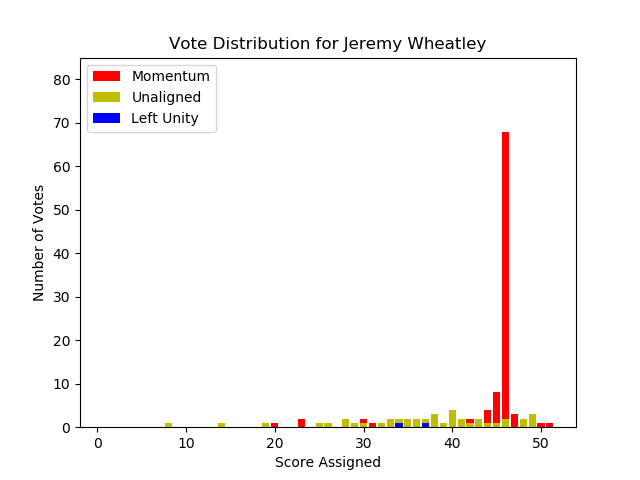 Vote Distribution for Jeremy Wheatley
Momentum
Unaligned
Left Unity
Number of Votes
80
70
60
50
40
30
20
10
0
0 10 20 30 40 50
Score Assigned